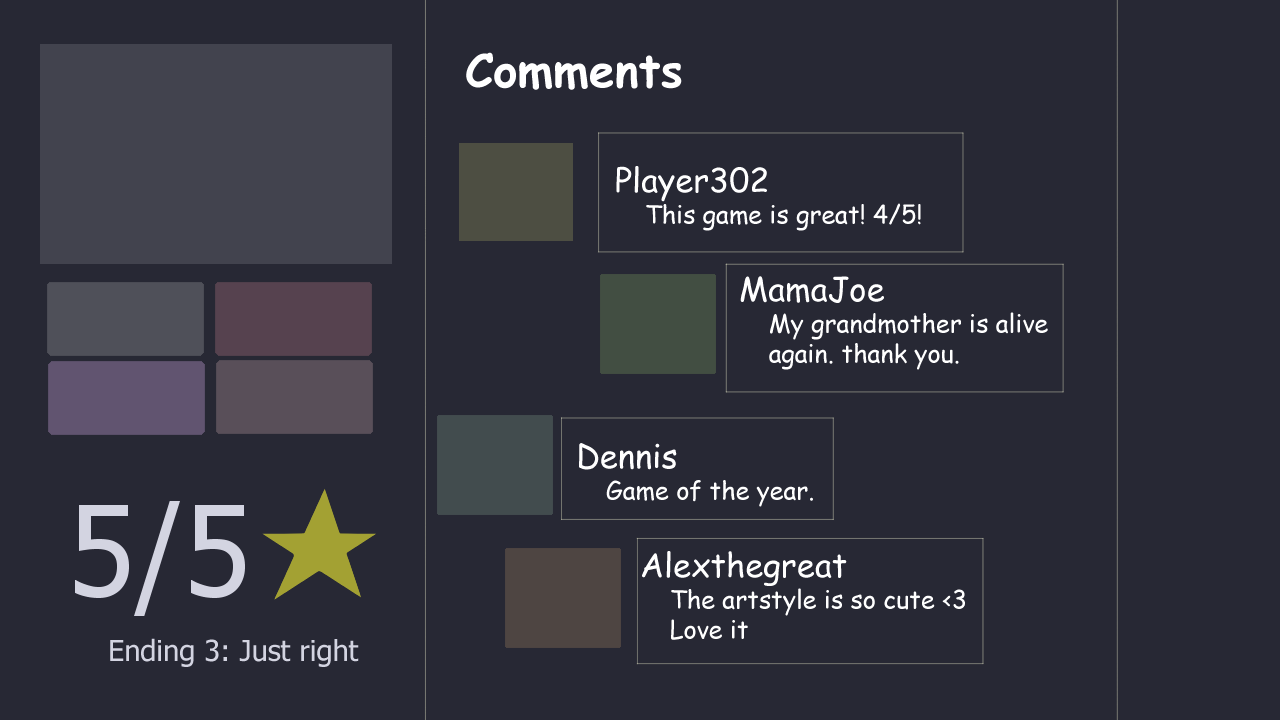 Comments
Player302
This game is great! 4/5!
MamaJoe
My grandmother is alive
again. thank you.
Dennis
Game of the year.
Alexthegreat
The artstyle is so cute <3
Love it
5/5
Ending 3: Just right